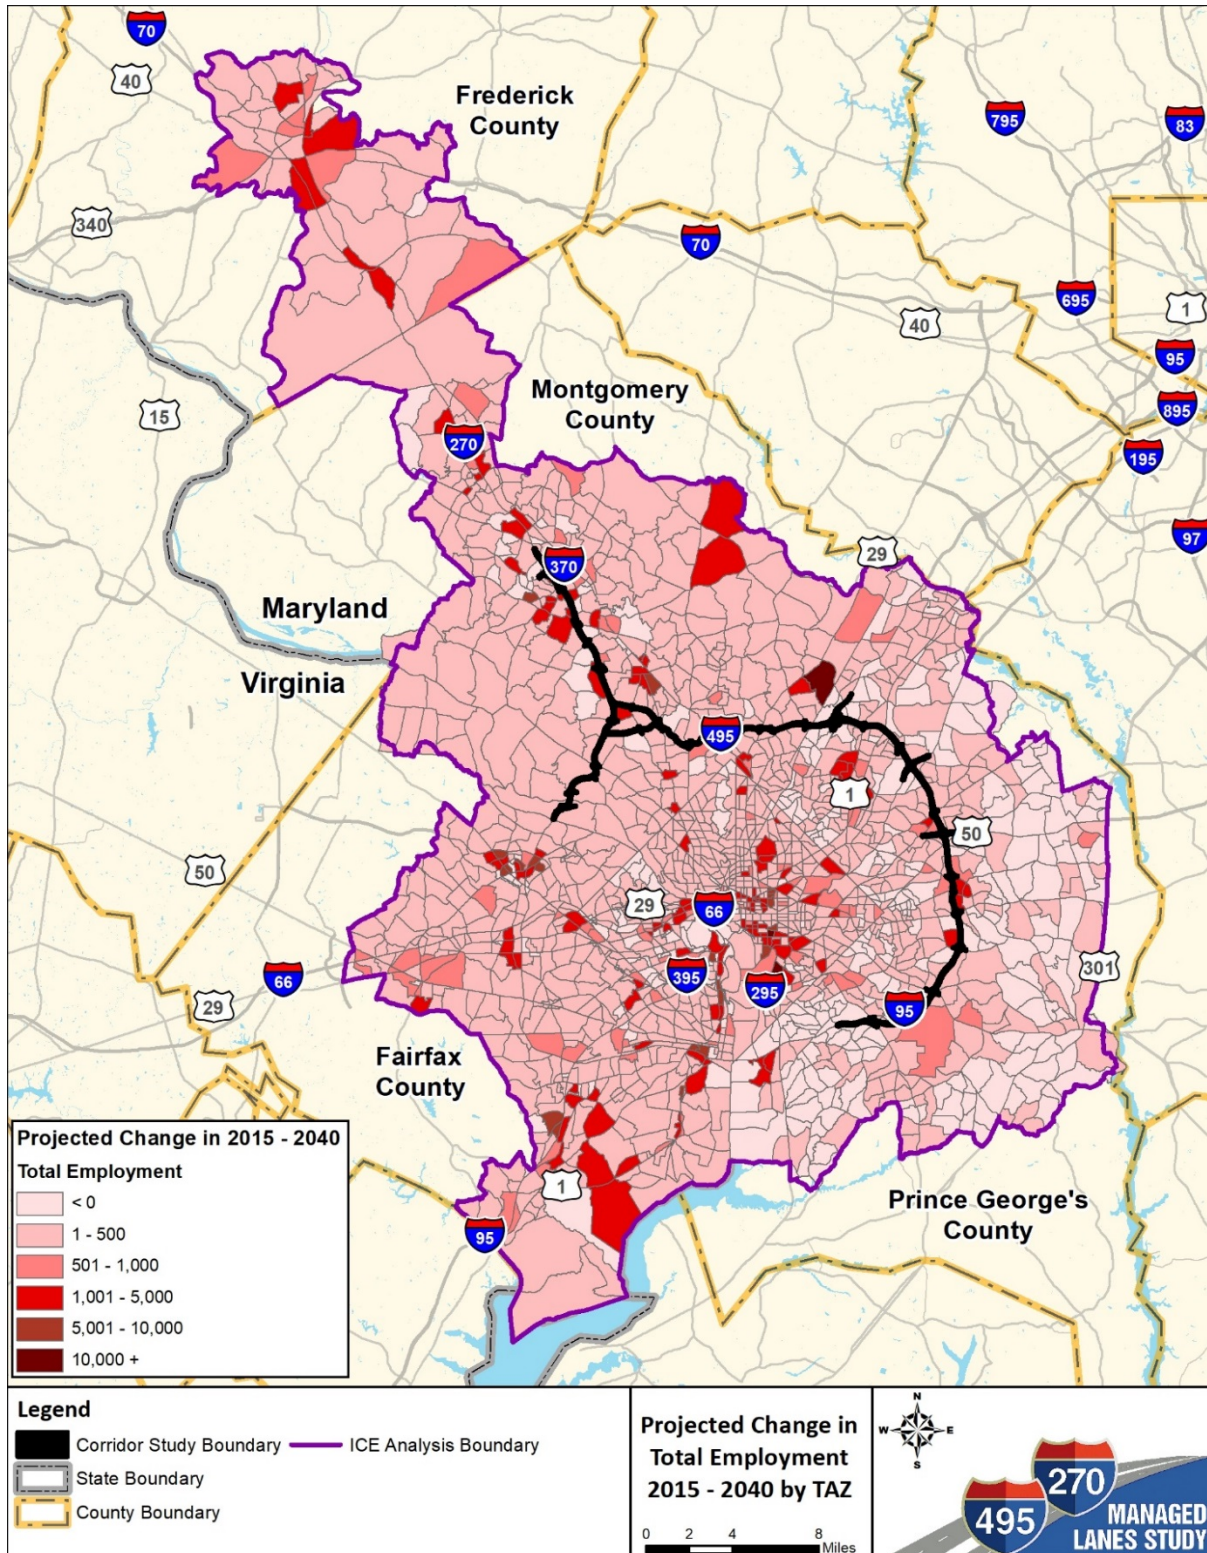 70
40
Frederick
County
795
83
340
70
695
40
1
95
15
Montgomery
County
895
270
195
97
29
370
Maryland
Virginia
495
1
50
50
29
66
395
295
301
66
29
95
Fairfax
County
1
Prince George's
County
95
Projected Change in 2015 - 2040
Total Employment
< 0
1 - 500
501 - 1,000
1,001 - 5,000
5,001 - 10,000
10,000 +
Legend
Corridor Study Boundary
ICE Analysis Boundary
State Boundary
County Boundary
Projected Change in
Total Employment
2015 - 2040 by TAZ
0 2 4 8
Miles
N
W E
S
270
495
MANAGED
LANES STUDY